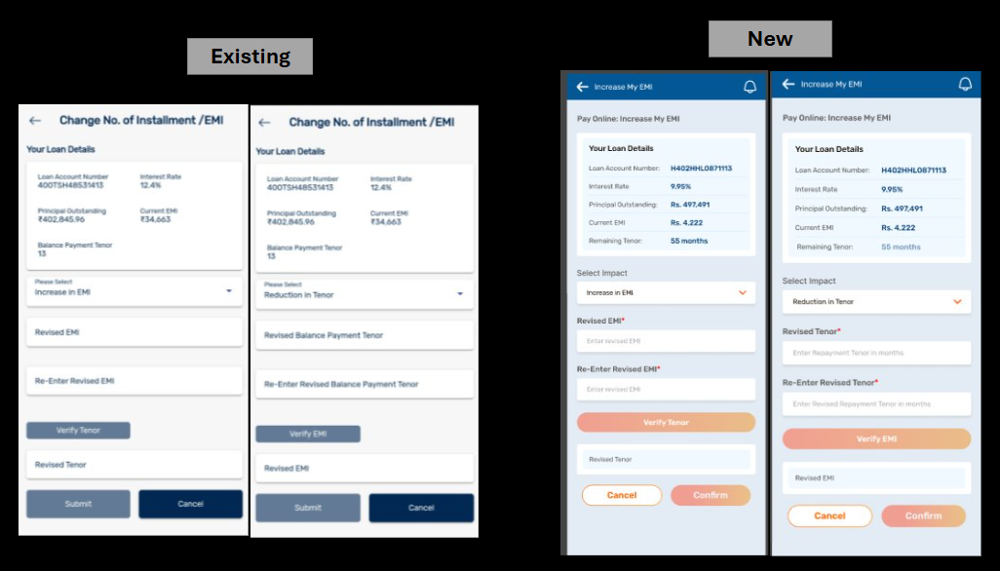 Existing
New
Change No. of Installment /EMI
Your Loan Details
Loan Account Number
400TSH48531413
Interest Rate
12.4%
Principal Outstanding
₹402,845.96
Current EMI
₹34,663
Balance Payment Tenor
13
Please Select
Increase in EMI
Revised EMI
Re-Enter Revised EMI
Verify Tenor
Revised Tenor
Submit
Cancel
Change No. of Installment /EMI
Your Loan Details
Loan Account Number
400TSH48531413
Interest Rate
12.4%
Principal Outstanding
₹402,845.96
Current EMI
₹34,663
Balance Payment Tenor
13
Please Select
Reduction in Tenor
Revised Balance Payment Tenor
Re-Enter Revised Balance Payment Tenor
Verify EMI
Revised EMI
Submit
Cancel
Increase My EMI
Pay Online: Increase My EMI
Your Loan Details
Loan Account Number: H402HHL0871113
Interest Rate 9.95%
Principal Outstanding: Rs. 497,491
Current EMI Rs. 4,222
Remaining Tenor: 55 months
Select Impact
Increase in EMI
Revised EMI*
Enter revised EMI
Re-Enter Revised EMI*
Enter revised EMI
Verify Tenor
Revised Tenor
Cancel Confirm
Increase My EMI
Pay Online: Increase My EMI
Your Loan Details
Loan Account Number: H402HHL0871113
Interest Rate 9.95%
Principal Outstanding: Rs. 497,491
Current EMI Rs. 4,222
Remaining Tenor: 55 months
Select Impact
Reduction in Tenor
Revised Tenor*
Enter Repayment Tenor in months
Re-Enter Revised Tenor*
Enter Revised Repayment Tenor in months
Verify EMI
Revised EMI
Cancel Confirm